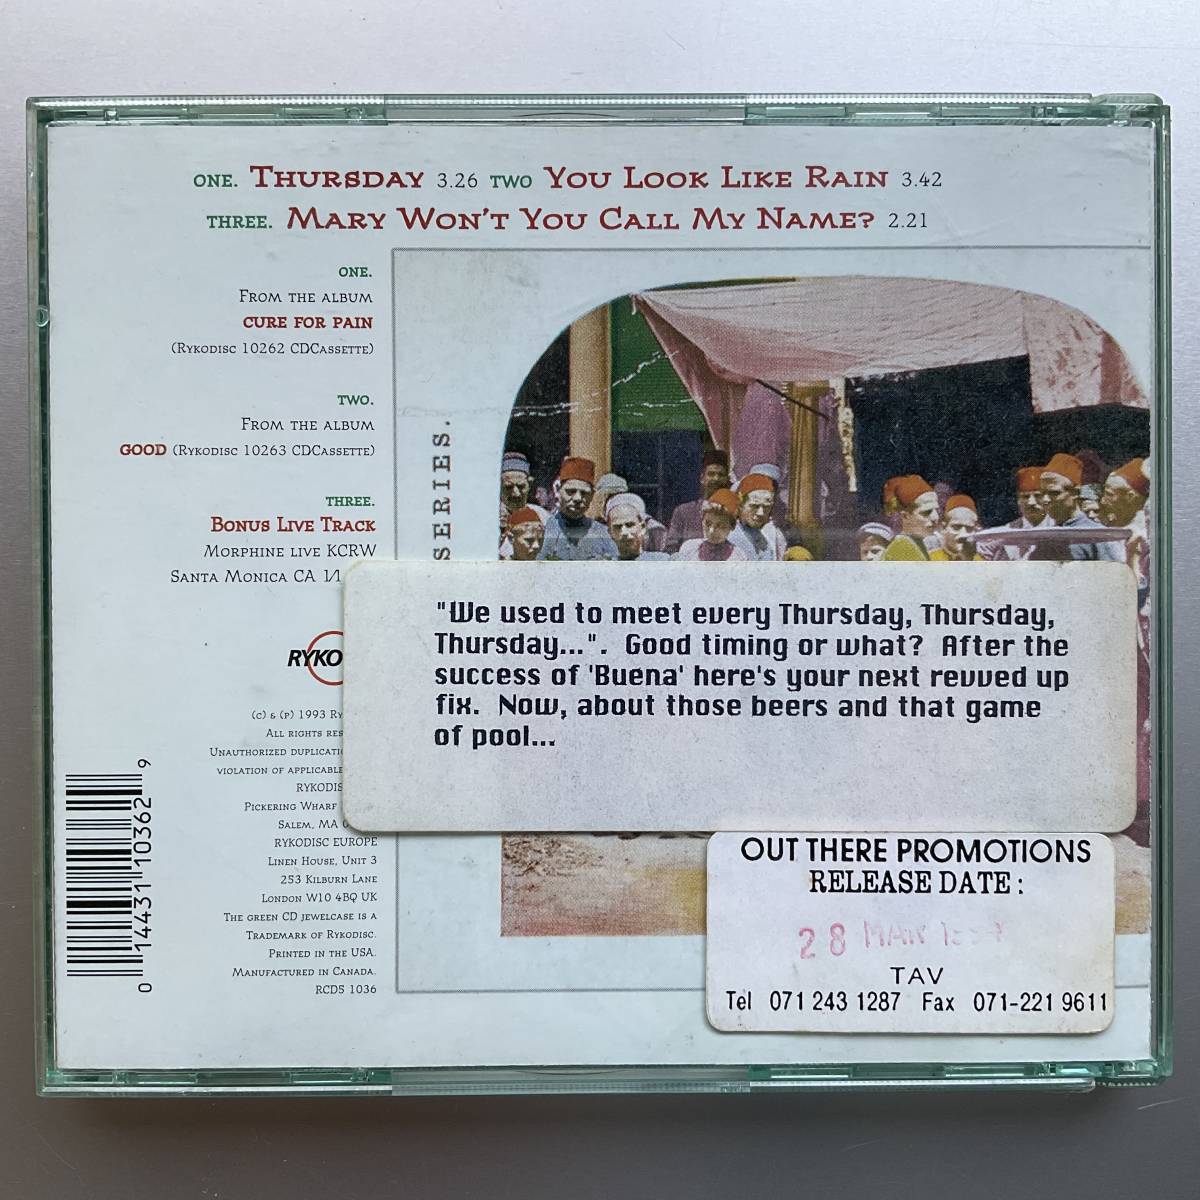 ONE. THURSDAY 3.26 TWO YOU LOOK LIKE RAIN 3.42
THREE. MARY WON'T YOU CALL MY NAME? 2.21
ONE.
FROM THE ALBUM
CURE FOR PAIN
(RYKODISC 10262 CDCASSETTE)
TWO.
FROM THE ALBUM
GOOD (RYKODISC 10263 CDCASSETTE)
THREE.
BONUS LIVE TRACK
MORPHINE LIVE KCRW
SANTA MONICA CA
SERIES.
RYKO
(C) & (P) 1993
ALL RIGHTS
UNAUTHORIZED
VIOLATION OF APPLICABLE
PICKERING WHARF
SALEM, MA
RYKODISC EUROPE
LINEN HOUSE, UNIT 3
253 KILBURN LANE
LONDON W10 4BQ UK
THE GREEN CD JEWELCASE IS A
TRADEMARK OF RYKODISC.
PRINTED IN THE USA.
MANUFACTURED IN CANADA.
RCD5 1036
0 14431 10362 9
"We used to meet every Thursday, Thursday,
Thursday...". Good timing or what? After the
success of 'Buena' here's your next revved up
fix. Now, about those beers and that game
of pool...
OUT THERE PROMOTIONS
RELEASE DATE :
28 MAR
TAV
Tel 071 243 1287 Fax 071-221 9611